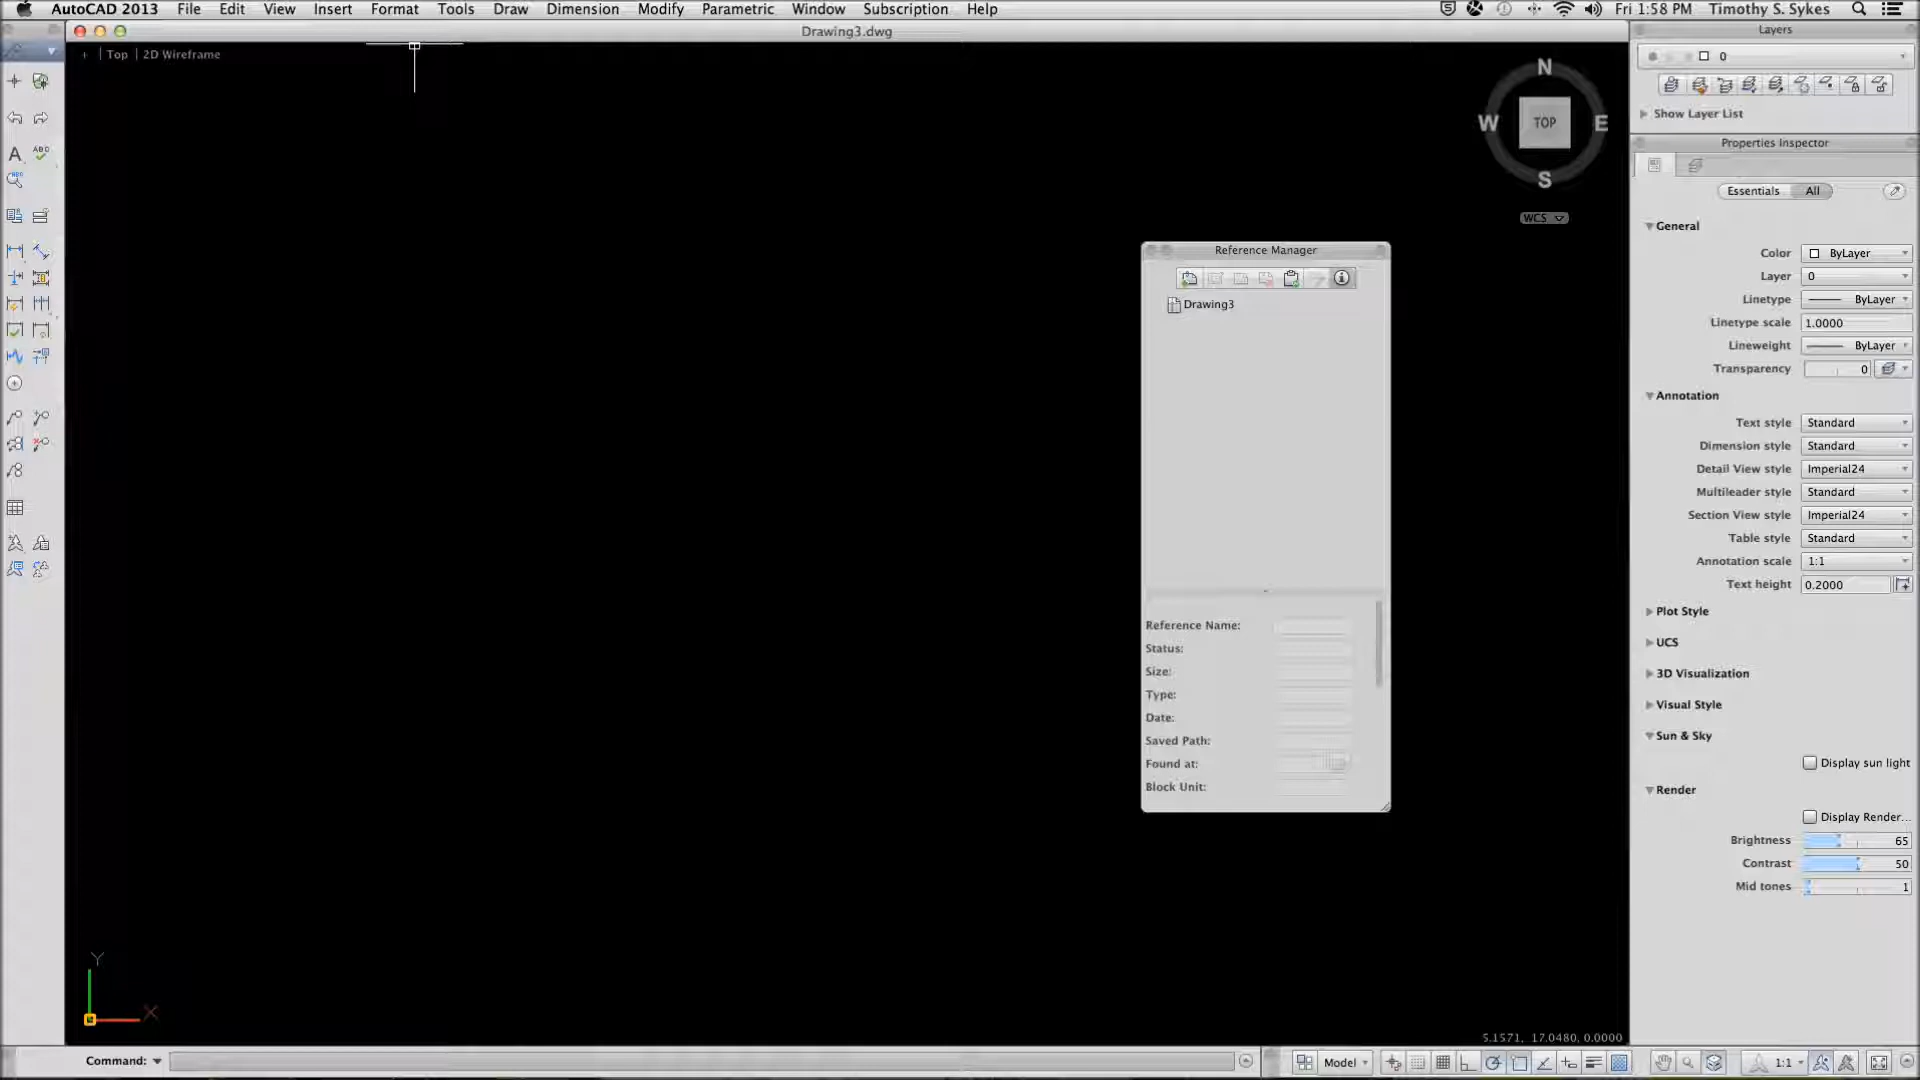 AutoCAD 2013 File Edit View Insert Format Tools Draw Dimension Modify Parametric Window Subscription Help Fri 1:58 PM Timothy S. Sykes
Drawing3.dwg
+ | Top | 2D Wireframe
N
W TOP E
S
WCS
Reference Manager
Drawing3
Reference Name:
Status:
Size:
Type:
Date:
Saved Path:
Found at:
Block Unit:
Layers
0
Show Layer List
Properties Inspector
Essentials All
General
Color ByLayer
Layer 0
Linetype ByLayer
Linetype scale 1.0000
Lineweight ByLayer
Transparency 0
Annotation
Text style Standard
Dimension style Standard
Detail View style Imperial24
Multileader style Standard
Section View style Imperial24
Table style Standard
Annotation scale 1:1
Text height 0.2000
Plot Style
UCS
3D Visualization
Visual Style
Sun & Sky
Display sun light
Render
Display Render...
Brightness 65
Contrast 50
Mid tones 1
A ABC
Y
X
5.1571, 17.0480, 0.0000
Command: Model 1:1